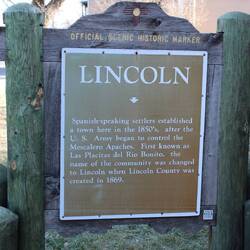 OFFICIAL SCENIC HISTORIC MARKER
LINCOLN
Spanish-speaking settlers established
a town here in the 1850's, after the
U. S. Army began to control the
Mescalero Apaches. First known as
Las Placitas del Rio Bonito, the
name of the community was changed
to Lincoln when Lincoln County was
created in 1869.